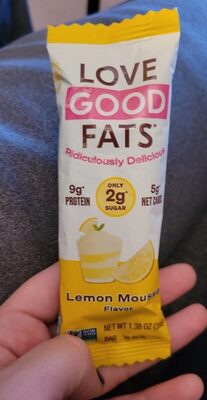 LOVE
GOOD
FATS
Ridiculously Delicious
9g* PROTEIN
ONLY 2g* SUGAR
5g* NET CARBS
Lemon Mousse
Flavor
NET WT 1.38 OZ
BAR